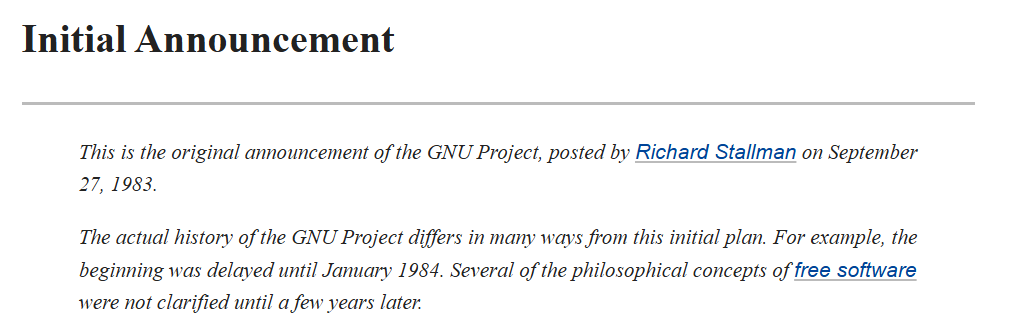 Initial Announcement
This is the original announcement of the GNU Project, posted by Richard Stallman on September
27, 1983.
The actual history of the GNU Project differs in many ways from this initial plan. For example, the
beginning was delayed until January 1984. Several of the philosophical concepts of free software
were not clarified until a few years later.